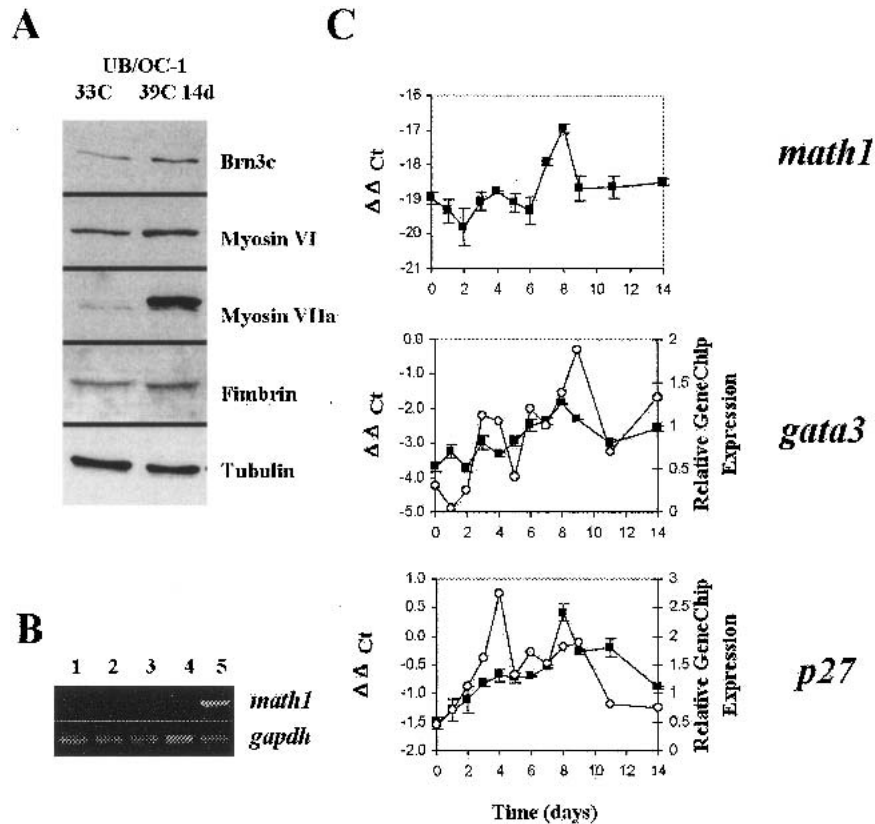 A
UB/OC-1
33C 39C 14d
Brn3c
Myosin VI
Myosin VIIa
Fimbrin
Tubulin
B
1 2 3 4 5
math1
gapdh
C
-15
-16
-17
-18
-19
-20
-21
Δ Δ Ct
0 2 4 6 8 10 12 14
math1
0.0
-1.0
-2.0
-3.0
-4.0
-5.0
Δ Δ Ct
2
1.5
1
0.5
0
Relative GeneChip
Expression
0 2 4 6 8 10 12 14
gata3
1.0
0.5
0.0
-0.5
-1.0
-1.5
-2.0
Δ Δ Ct
3
2.5
2
1.5
1
0.5
0
Relative GeneChip
Expression
0 2 4 6 8 10 12 14
p27
Time (days)